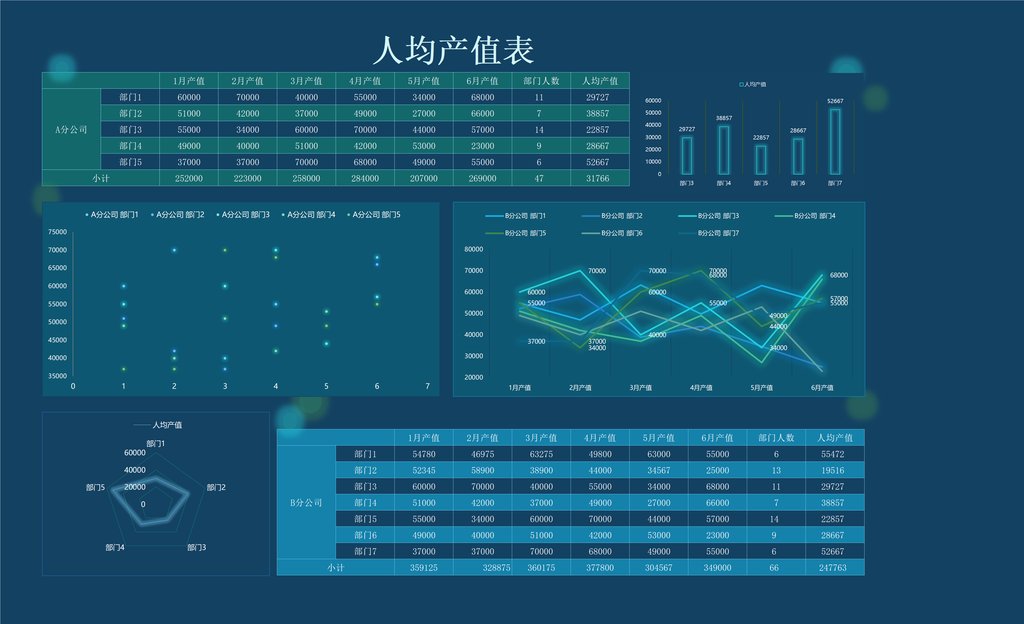 人均产值表
1月产值 2月产值 3月产值 4月产值 5月产值 6月产值 部门人数 人均产值
A分公司
部门1 60000 70000 40000 55000 34000 68000 11 29727
部门2 51000 42000 37000 49000 27000 66000 7 38857
部门3 55000 34000 60000 70000 44000 57000 14 22857
部门4 49000 40000 51000 42000 53000 23000 9 28667
部门5 37000 37000 70000 68000 49000 55000 6 52667
小计 252000 223000 258000 284000 207000 269000 47 31766
人均产值
60000
50000
40000
30000
20000
10000
0
29727 38857 22857 28667 52667
部门3 部门4 部门5 部门6 部门7
A分公司 部门1 A分公司 部门2 A分公司 部门3 A分公司 部门4 A分公司 部门5
75000
70000
65000
60000
55000
50000
45000
40000
35000
0 1 2 3 4 5 6 7
B分公司 部门1 B分公司 部门2 B分公司 部门3 B分公司 部门4
B分公司 部门5 B分公司 部门6 B分公司 部门7
80000
70000
60000
50000
40000
30000
20000
70000 70000 70000
68000 68000
60000 60000
57000
55000 55000 55000
49000
44000
40000
37000 37000
34000 34000
1月产值 2月产值 3月产值 4月产值 5月产值 6月产值
人均产值
部门1
60000
40000
20000
0
部门5 部门2
部门4 部门3
1月产值 2月产值 3月产值 4月产值 5月产值 6月产值 部门人数 人均产值
B分公司
部门1 54780 46975 63275 49800 63000 55000 6 55472
部门2 52345 58900 38900 44000 34567 25000 13 19516
部门3 60000 70000 40000 55000 34000 68000 11 29727
部门4 51000 42000 37000 49000 27000 66000 7 38857
部门5 55000 34000 60000 70000 44000 57000 14 22857
部门6 49000 40000 51000 42000 53000 23000 9 28667
部门7 37000 37000 70000 68000 49000 55000 6 52667
小计 359125 328875 360175 377800 304567 349000 66 247763